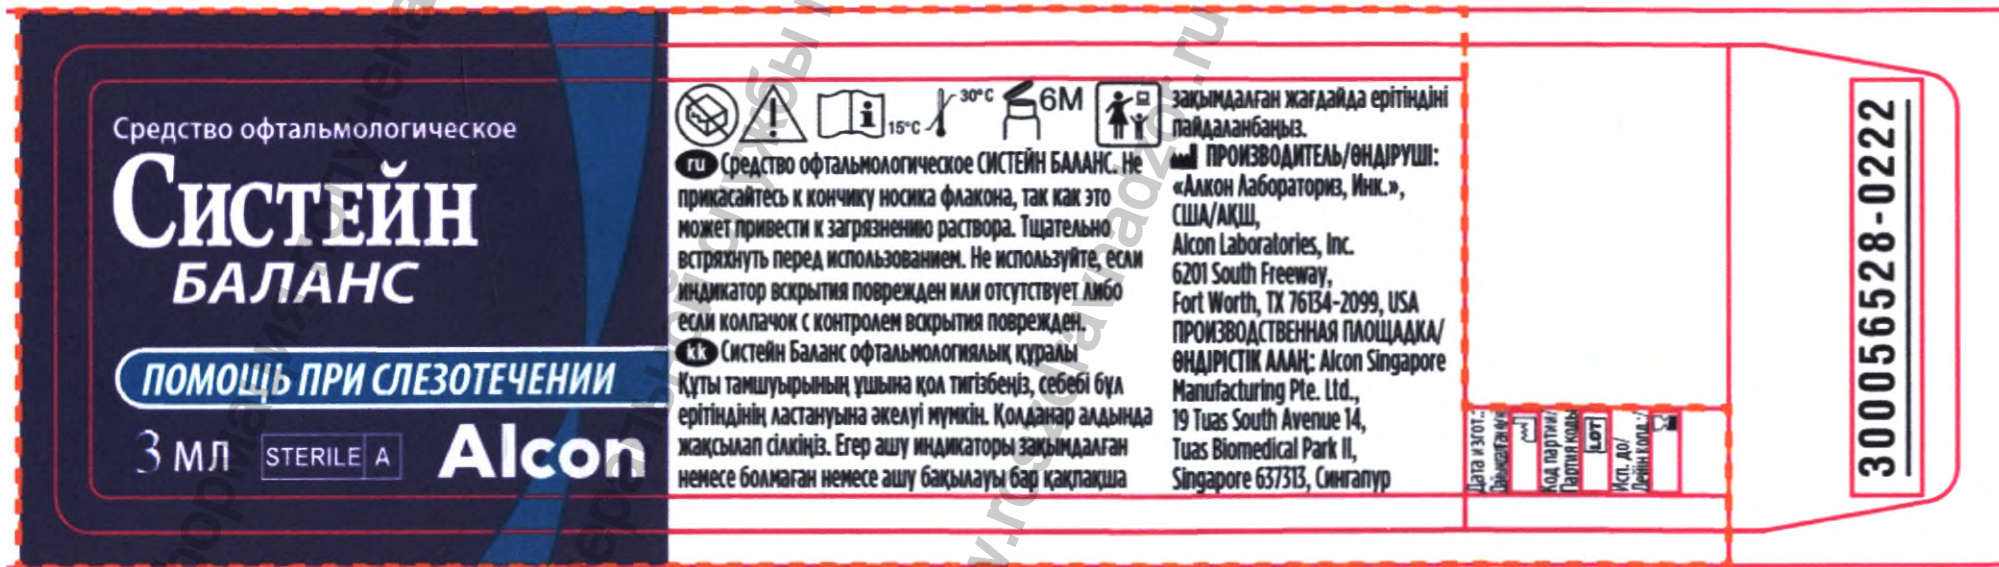 Средство офтальмологическое
СИСТЕЙН
БАЛАНС
ПОМОЩЬ ПРИ СЛЕЗОТЕЧЕНИИ
3 МЛ STERILE A Alcon
15°C 30°C 6M
ru Средство офтальмологическое СИСТЕЙН БАЛАНС. Не
прикасайтесь к кончику носика флакона, так как это
может привести к загрязнению раствора. Тщательно
встряхнуть перед использованием. Не используйте, если
индикатор вскрытия поврежден или отсутствует либо
если колпачок с контролем вскрытия поврежден.
kk Систейн Баланс офтальмологиялық құралы
Құты тамшуырының ұшына қол тигізбеңіз, себебі бұл
ерітіндінің ластануына әкелуі мүмкін. Қолданар алдында
жақсылап сілкіңіз. Егер ашу индикаторы зақымдалған
немесе болмаған немесе ашу бақылауы бар қақпақша
зақымдалған жағдайда ерітіндіні
пайдаланбаңыз.
ПРОИЗВОДИТЕЛЬ/ӨНДІРУШІ:
«Алкон Лабораториз, Инк.»,
США/АҚШ,
Alcon Laboratories, Inc.
6201 South Freeway,
Fort Worth, TX 76134-2099, USA
ПРОИЗВОДСТВЕННАЯ ПЛОЩАДКА/
ӨНДІРІСТІК АЛАҢ: Alcon Singapore
Manufacturing Pte. Ltd.,
19 Tuas South Avenue 14,
Tuas Biomedical Park II,
Singapore 637313, Сингапур
Дата изгот.:
Код партии/
Партия коды
LOT
Исп. до/
300056528-0222
www.roszdravnadzor.ru